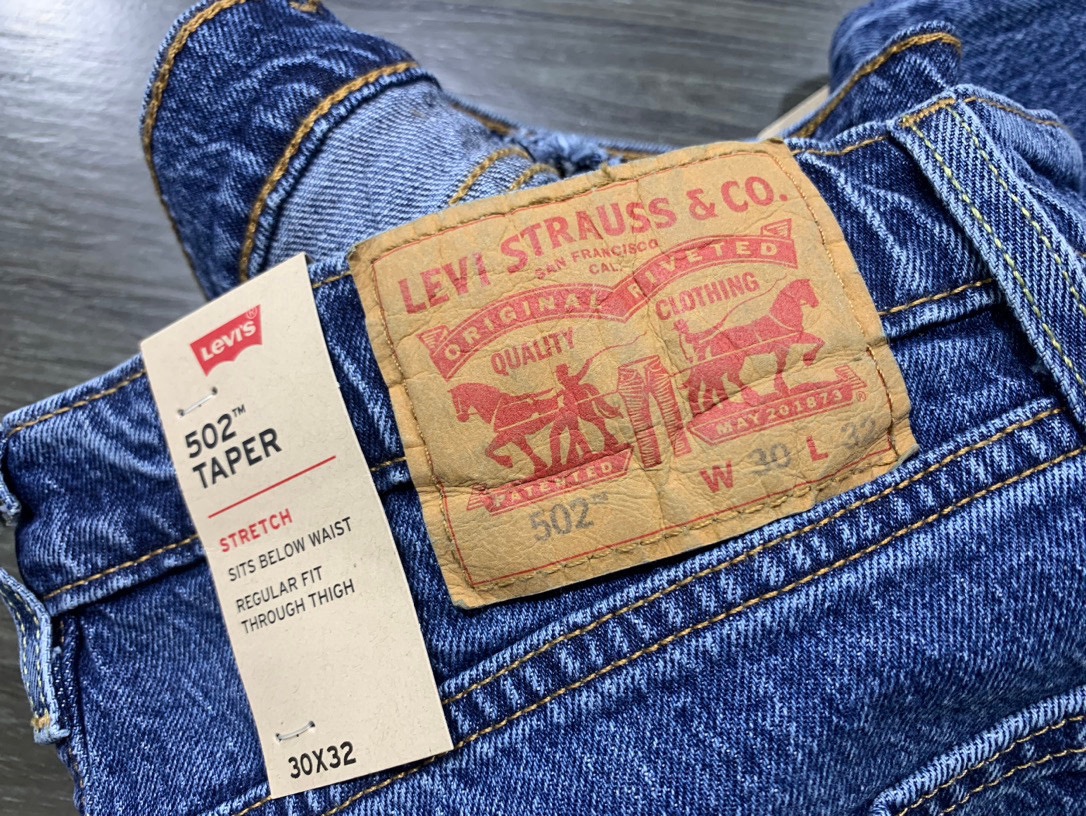 LEVI'S®
502™
TAPER
STRETCH
SITS BELOW WAIST
REGULAR FIT
THROUGH THIGH
30X32
LEVI STRAUSS & CO.
SAN FRANCISCO
CAL
ORIGINAL RIVETED
QUALITY CLOTHING
PATENTED MAY 20 1873 ®
502™ W 30 L 32